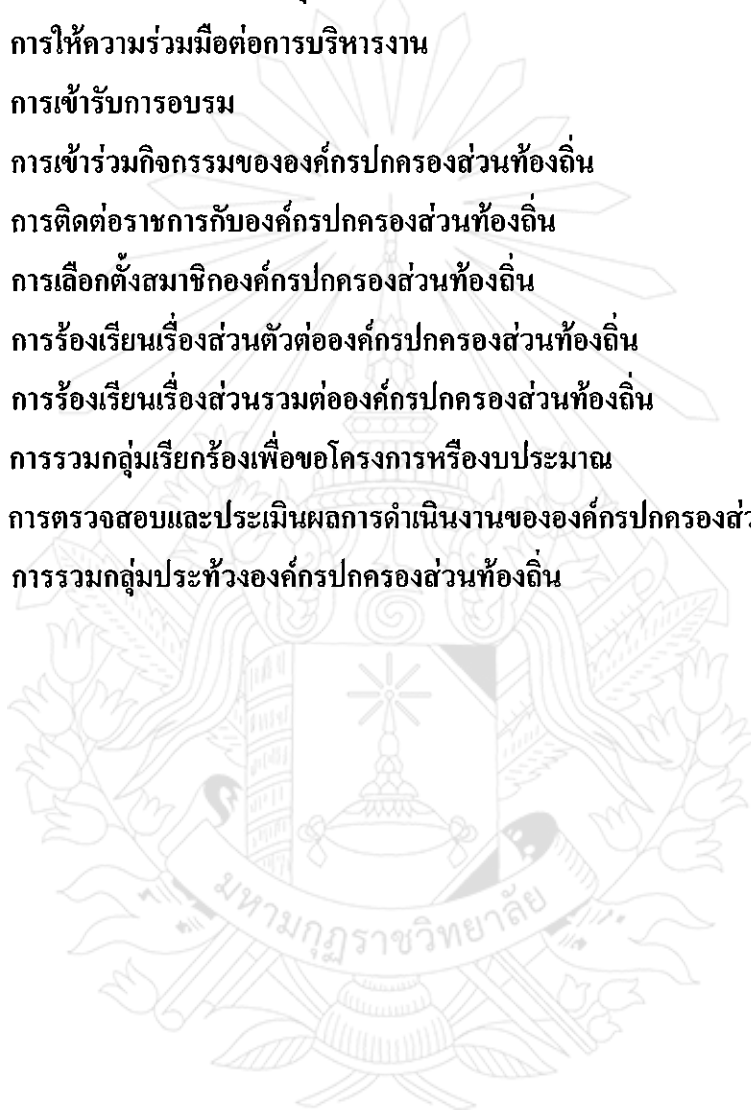 การให้ความร่วมมือต่อการบริหารงาน
การเข้ารับการอบรม
การเข้าร่วมกิจกรรมขององค์กรปกครองส่วนท้องถิ่น
การติดต่อราชการกับองค์กรปกครองส่วนท้องถิ่น
การเลือกตั้งสมาชิกองค์กรปกครองส่วนท้องถิ่น
การร้องเรียนเรื่องส่วนตัวต่อองค์กรปกครองส่วนท้องถิ่น
การร้องเรียนเรื่องส่วนรวมต่อองค์กรปกครองส่วนท้องถิ่น
การรวมกลุ่มเรียกร้องเพื่อขอโครงการหรืองบประมาณ
การตรวจสอบและประเมินผลการดำเนินงานขององค์กรปกครองส่ว
การรวมกลุ่มประท้วงองค์กรปกครองส่วนท้องถิ่น
มหามกุฏราชวิทยาลัย